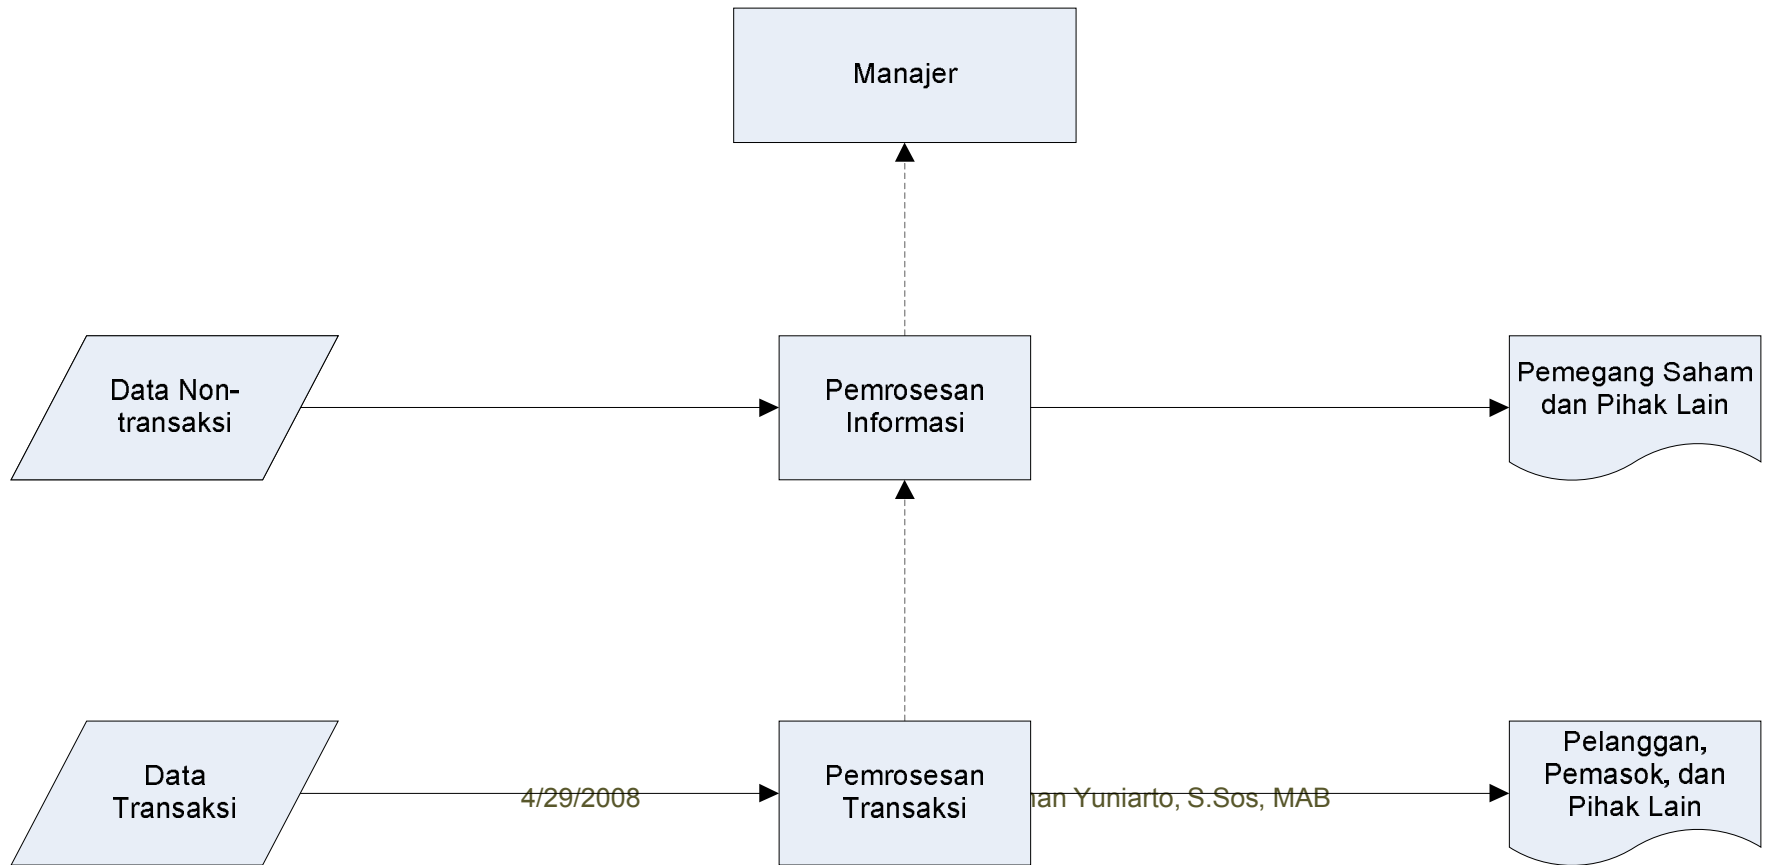 Manajer
Data Non-
transaksi
Pemrosesan
Informasi
Pemegang Saham
dan Pihak Lain
Data
Transaksi
4/29/2008
Pemrosesan
Transaksi
Yuniarto, S.Sos, MAB
Pelanggan,
Pemasok, dan
Pihak Lain